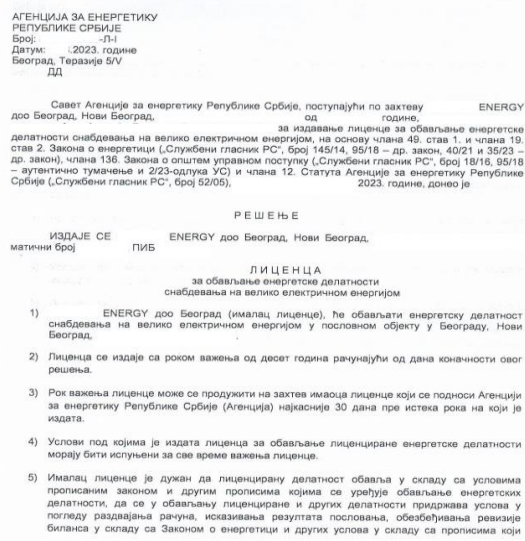 АГЕНЦИЈА ЗА ЕНЕРГЕТИКУ
РЕПУБЛИКЕ СРБИЈЕ
Број: -Л-I
Датум: .2023. године
Београд, Теразије 5/V
ДД
Савет Агенције за енергетику Републике Србије, поступајући по захтеву ENERGY
доо Београд, Нови Београд, од године,
за издавање лиценце за обављање енергетске
делатности снабдевања на велико електричном енергијом, на основу члана 49. став 1. и члана 19.
став 2. Закона о енергетици („Службени гласник РС“, број 145/14, 95/18 – др. закон, 40/21 и 35/23 –
др. закон), члана 136. Закона о општем управном поступку („Службени гласник РС“, број 18/16, 95/18
– аутентично тумачење и 2/23-одлука УС) и члана 12. Статута Агенције за енергетику Републике
Србије („Службени гласник РС“, број 52/05), 2023. године, донео је
Р Е Ш Е Њ Е
ИЗДАЈЕ СЕ ENERGY доо Београд, Нови Београд,
матични број ПИБ
Л И Ц Е Н Ц А
за обављање енергетске делатности
снабдевања на велико електричном енергијом
1) ENERGY доо Београд (ималац лиценце), ће обављати енергетску делатност
снабдевања на велико електричном енергијом у пословном објекту у Београду, Нови
Београд,
2) Лиценца се издаје са роком важења од десет година рачунајући од дана коначности овог
решења.
3) Рок важења лиценце може се продужити на захтев имаоца лиценце који се подноси Агенцији
за енергетику Републике Србије (Агенција) најкасније 30 дана пре истека рока на који је
издата.
4) Услови под којима је издата лиценца за обављање лиценциране енергетске делатности
морају бити испуњени за све време важења лиценце.
5) Ималац лиценце је дужан да лиценцирану делатност обавља у складу са условима
прописаним законом и другим прописима којима се уређује обављање енергетских
делатности, да се у обављању лиценциране и других делатности придржава услова у
погледу раздвајања рачуна, исказивања резултата пословања, обезбеђивања ревизије
биланса у складу са Законом о енергетици и других услова у складу са прописима који